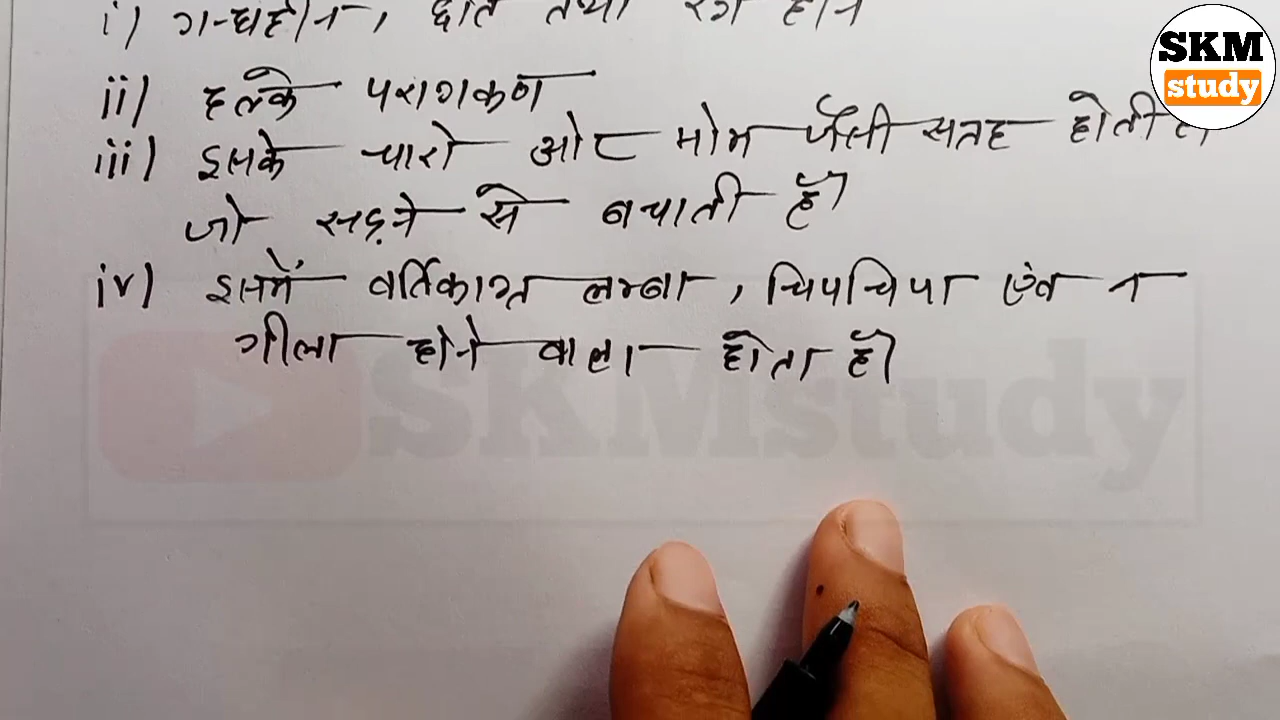 i) गन्धहीन, छोटे तथा रंग हीन
SKM
study
ii) हल्के परागकण
iii) इसके चारो ओर मोम जैसी सतह होती है
जो सड़ने से बचाती है
iv) इसमें वर्तिकाग्र लम्बा, चिपचिपा एंव न
गीला होने वाला होता है।
SKMstudy